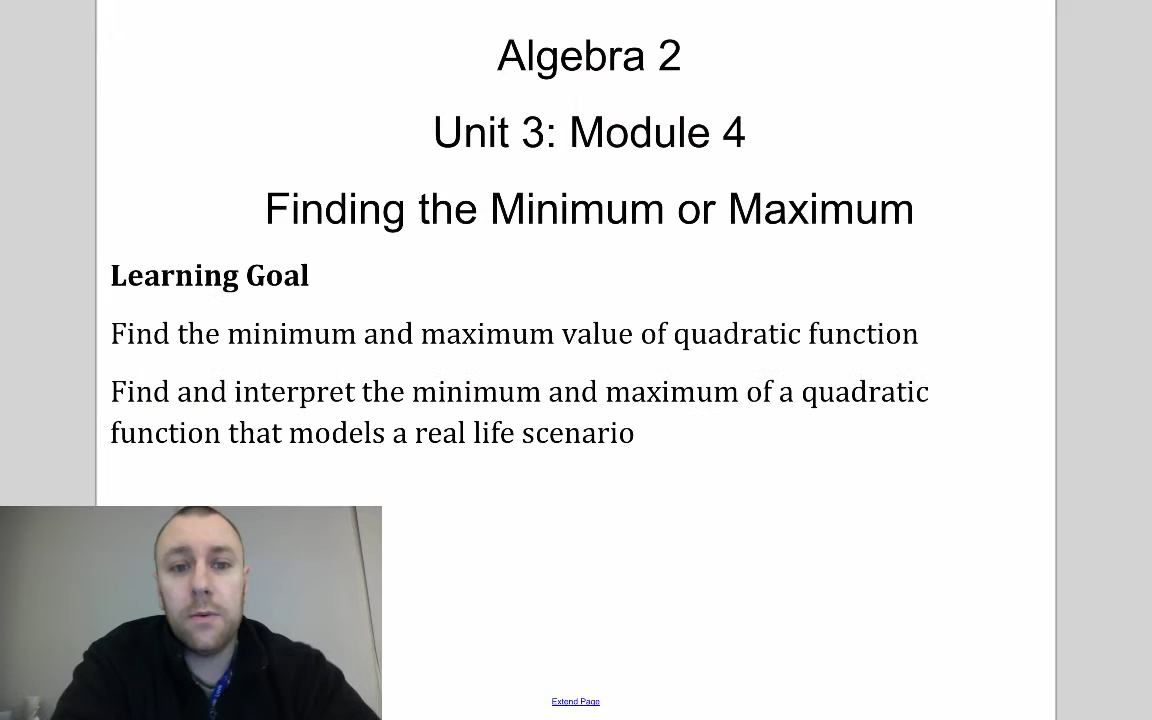 Algebra 2
Unit 3: Module 4
Finding the Minimum or Maximum
Learning Goal
Find the minimum and maximum value of quadratic function
Find and interpret the minimum and maximum of a quadratic
function that models a real life scenario
Extend Page